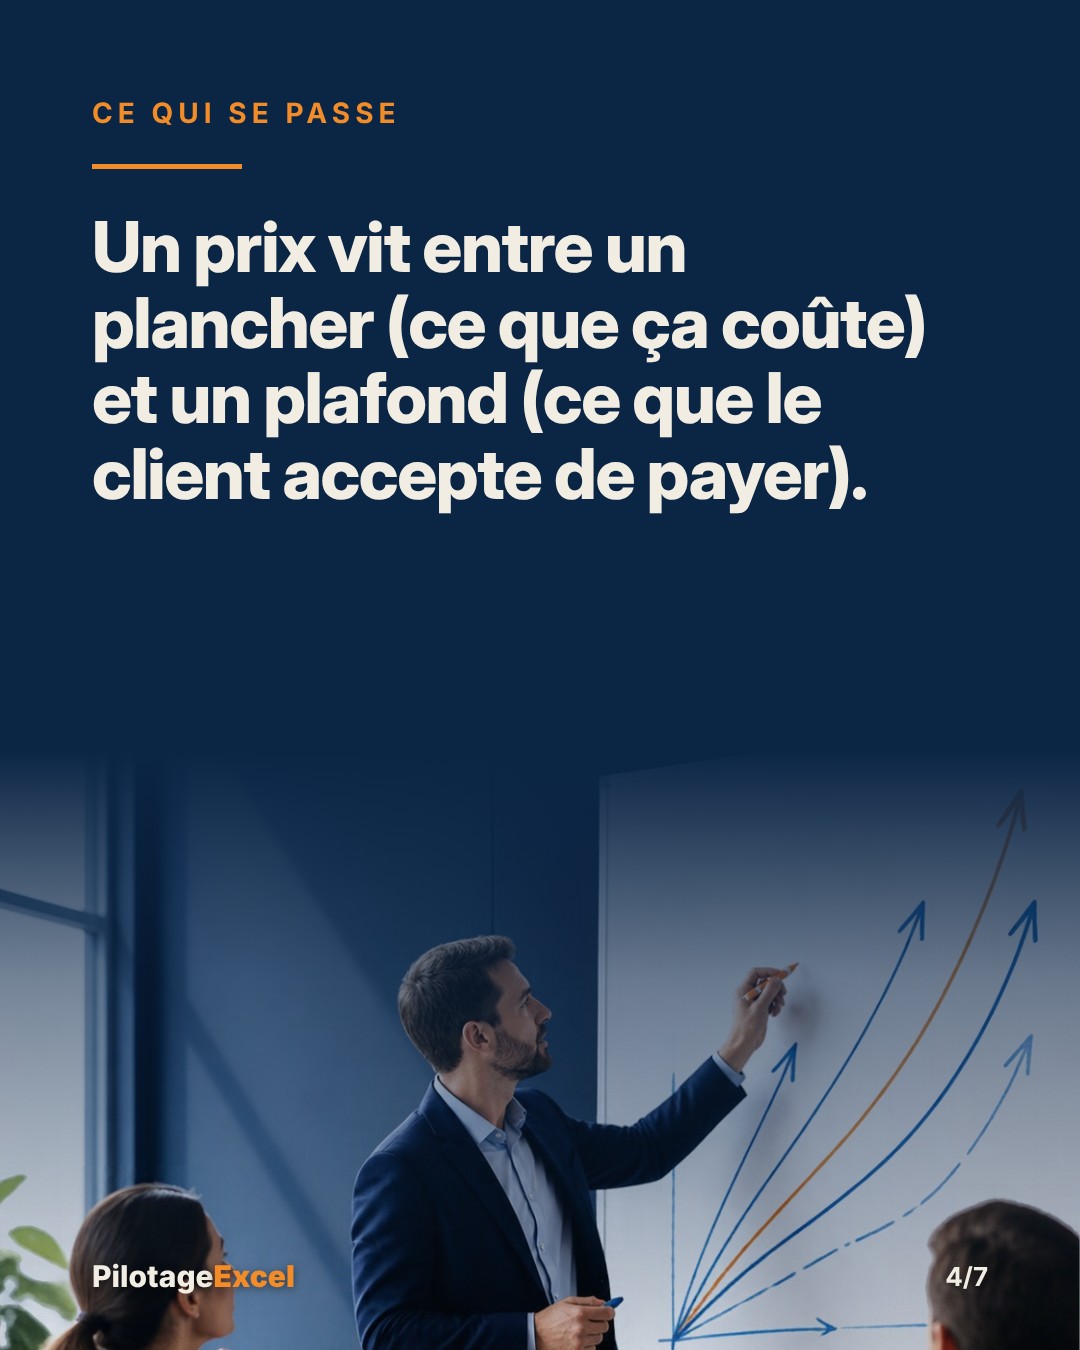 CE QUI SE PASSE
Un prix vit entre un
plancher (ce que ça coûte)
et un plafond (ce que le
client accepte de payer).
PilotageExcel
4/7